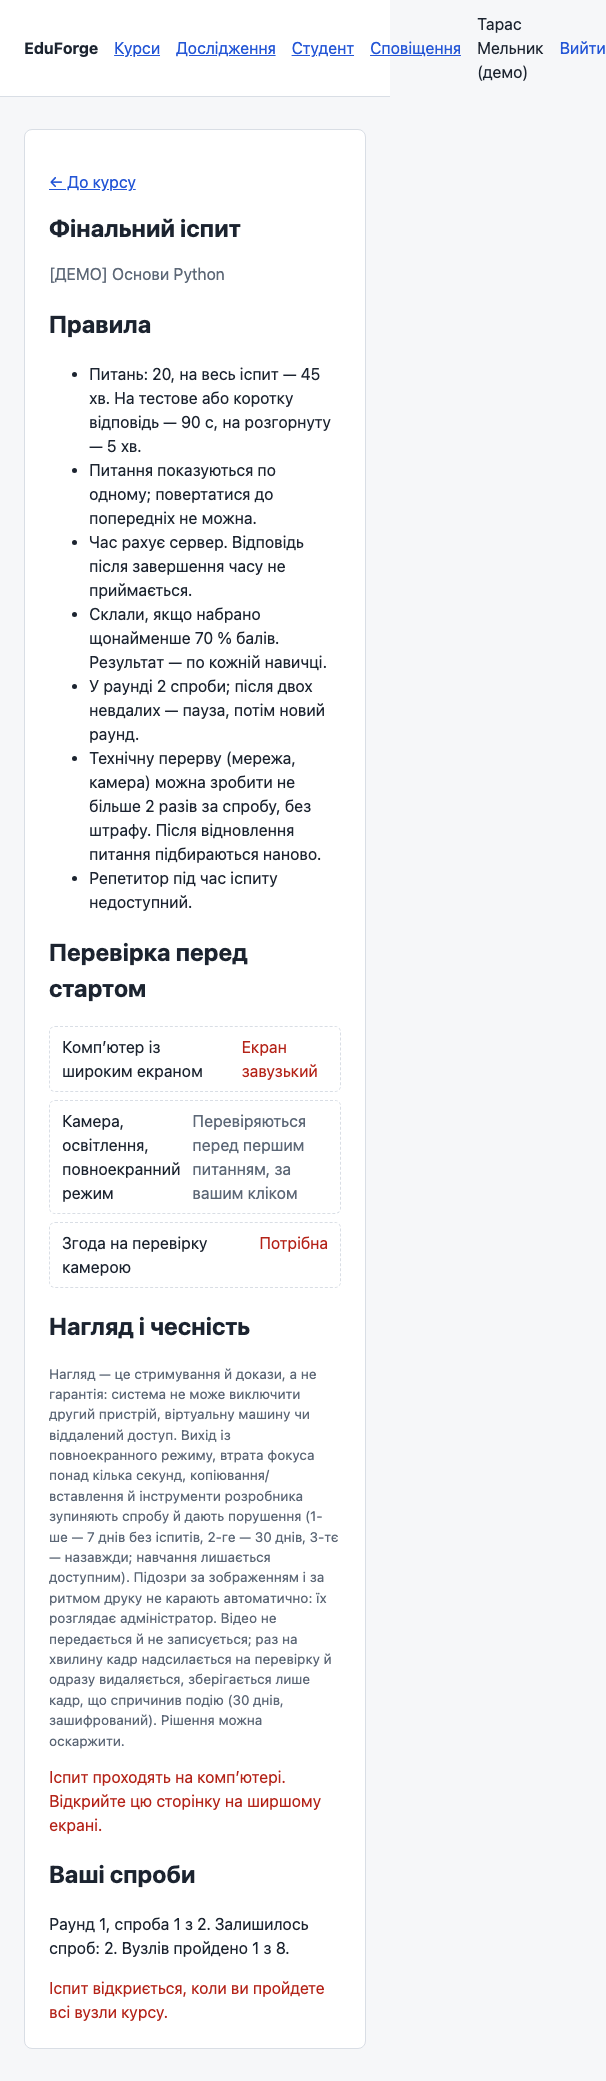 EduForge Курси Дослідження Студент Сповіщення Тарас Мельник (демо) Вийти
← До курсу
Фінальний іспит
[ДЕМО] Основи Python
Правила
• Питань: 20, на весь іспит — 45
хв. На тестове або коротку
відповідь — 90 с, на розгорнуту
— 5 хв.
• Питання показуються по
одному; повертатися до
попередніх не можна.
• Час рахує сервер. Відповідь
після завершення часу не
приймається.
• Склали, якщо набрано
щонайменше 70 % балів.
Результат — по кожній навичці.
• У раунді 2 спроби; після двох
невдалих — пауза, потім новий
раунд.
• Технічну перерву (мережа,
камера) можна зробити не
більше 2 разів за спробу, без
штрафу. Після відновлення
питання підбираються наново.
• Репетитор під час іспиту
недоступний.
Перевірка перед
стартом
Комп’ютер із
широким екраном
Екран
завузький
Камера,
освітлення,
повноекранний
режим
Перевіряються
перед першим
питанням, за
вашим кліком
Згода на перевірку
камерою
Потрібна
Нагляд і чесність
Нагляд — це стримування й докази, а не
гарантія: система не може виключити
другий пристрій, віртуальну машину чи
віддалений доступ. Вихід із
повноекранного режиму, втрата фокуса
понад кілька секунд, копіювання/
вставлення й інструменти розробника
зупиняють спробу й дають порушення (1-
ше — 7 днів без іспитів, 2-ге — 30 днів, 3-тє
— назавжди; навчання лишається
доступним). Підозри за зображенням і за
ритмом друку не карають автоматично: їх
розглядає адміністратор. Відео не
передається й не записується; раз на
хвилину кадр надсилається на перевірку й
одразу видаляється, зберігається лише
кадр, що спричинив подію (30 днів,
зашифрований). Рішення можна
оскаржити.
Іспит проходять на комп’ютері.
Відкрийте цю сторінку на ширшому
екрані.
Ваші спроби
Раунд 1, спроба 1 з 2. Залишилось
спроб: 2. Вузлів пройдено 1 з 8.
Іспит відкриється, коли ви пройдете
всі вузли курсу.